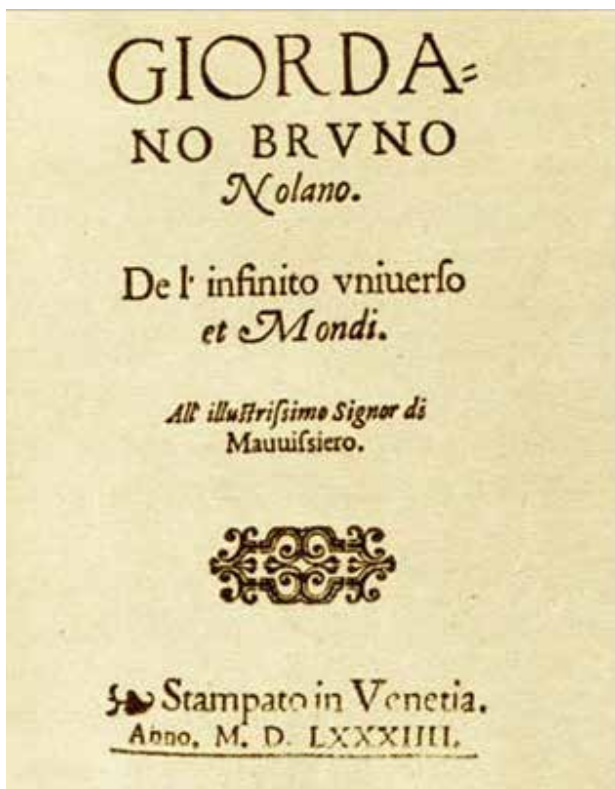 GIORDA=
NO BRVNO
Nolano.
De l' infinito vniuerſo
et Mondi.
All' illuſtriſsimo Signor di
Mauuiſsiero.
Stampato in Venetia.
Anno. M. D. LXXXIIII.